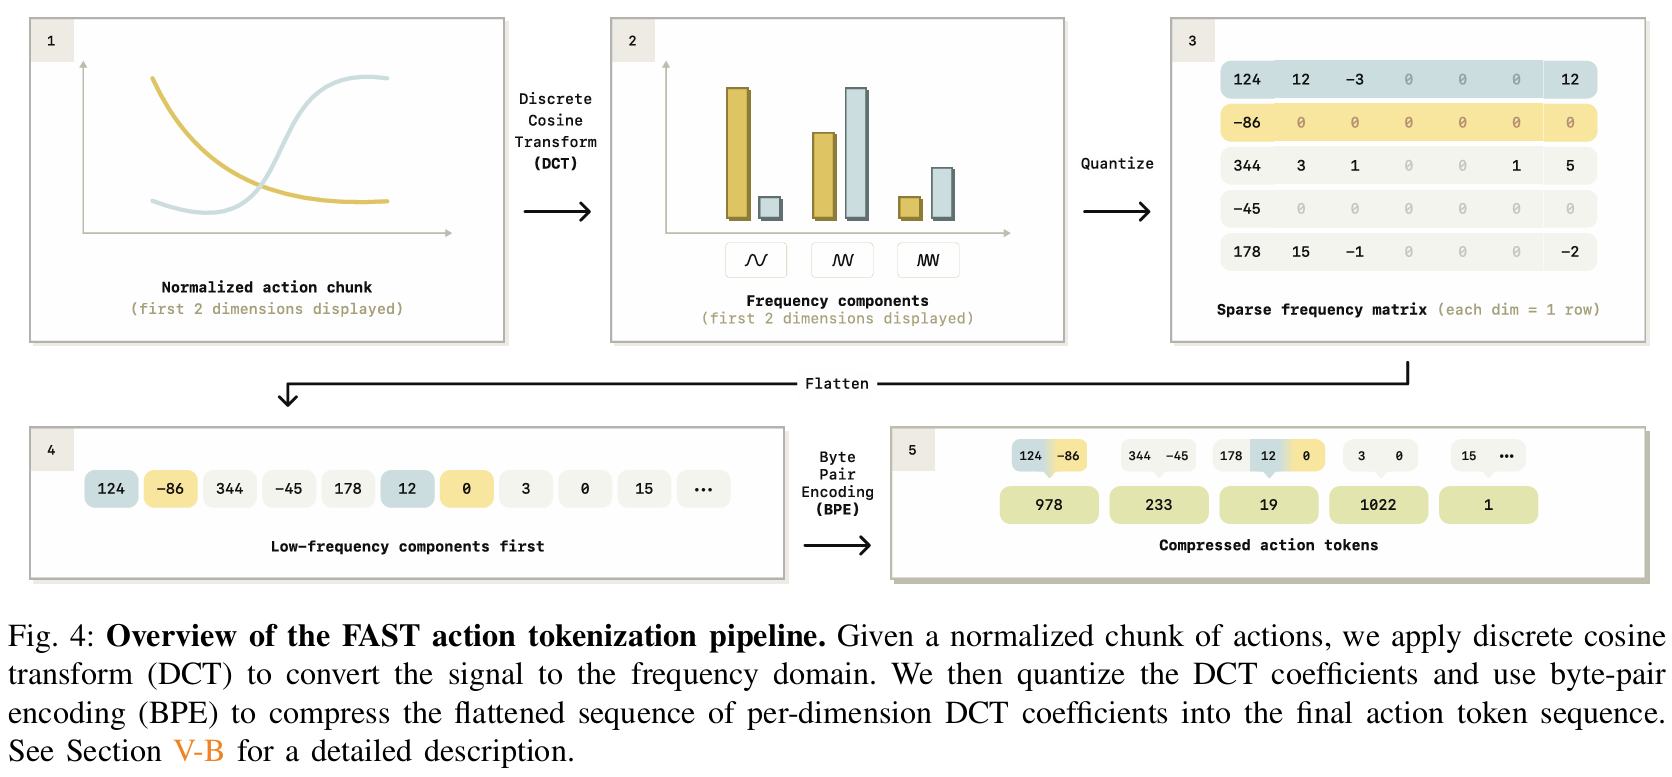 1
Normalized action chunk
(first 2 dimensions displayed)
Discrete
Cosine
Transform
(DCT)
2
Frequency components
(first 2 dimensions displayed)
Quantize
3
124 12 −3 0 0 0 12
−86 0 0 0 0 0 0
344 3 1 0 0 1 5
−45 0 0 0 0 0 0
178 15 −1 0 0 0 −2
Sparse frequency matrix (each dim = 1 row)
Flatten
4
124 −86 344 −45 178 12 0 3 0 15 ···
Low−frequency components first
Byte
Pair
Encoding
(BPE)
5
124 −86 344 −45 178 12 0 3 0 15 •••
978 233 19 1022 1
Compressed action tokens
Fig. 4: Overview of the FAST action tokenization pipeline. Given a normalized chunk of actions, we apply discrete cosine
transform (DCT) to convert the signal to the frequency domain. We then quantize the DCT coefficients and use byte-pair
encoding (BPE) to compress the flattened sequence of per-dimension DCT coefficients into the final action token sequence.
See Section V-B for a detailed description.